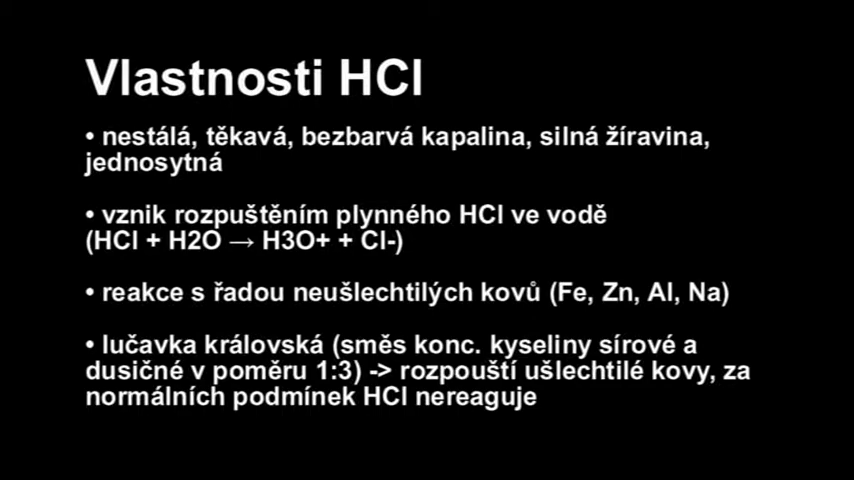 Vlastnosti HCl
• nestálá, těkavá, bezbarvá kapalina, silná žíravina,
jednosytná
• vznik rozpuštěním plynného HCl ve vodě
(HCl + H2O → H3O+ + Cl-)
• reakce s řadou neušlechtilých kovů (Fe, Zn, Al, Na)
• lučavka královská (směs konc. kyseliny sírové a
dusičné v poměru 1:3) -> rozpouští ušlechtilé kovy, za
normálních podmínek HCl nereaguje